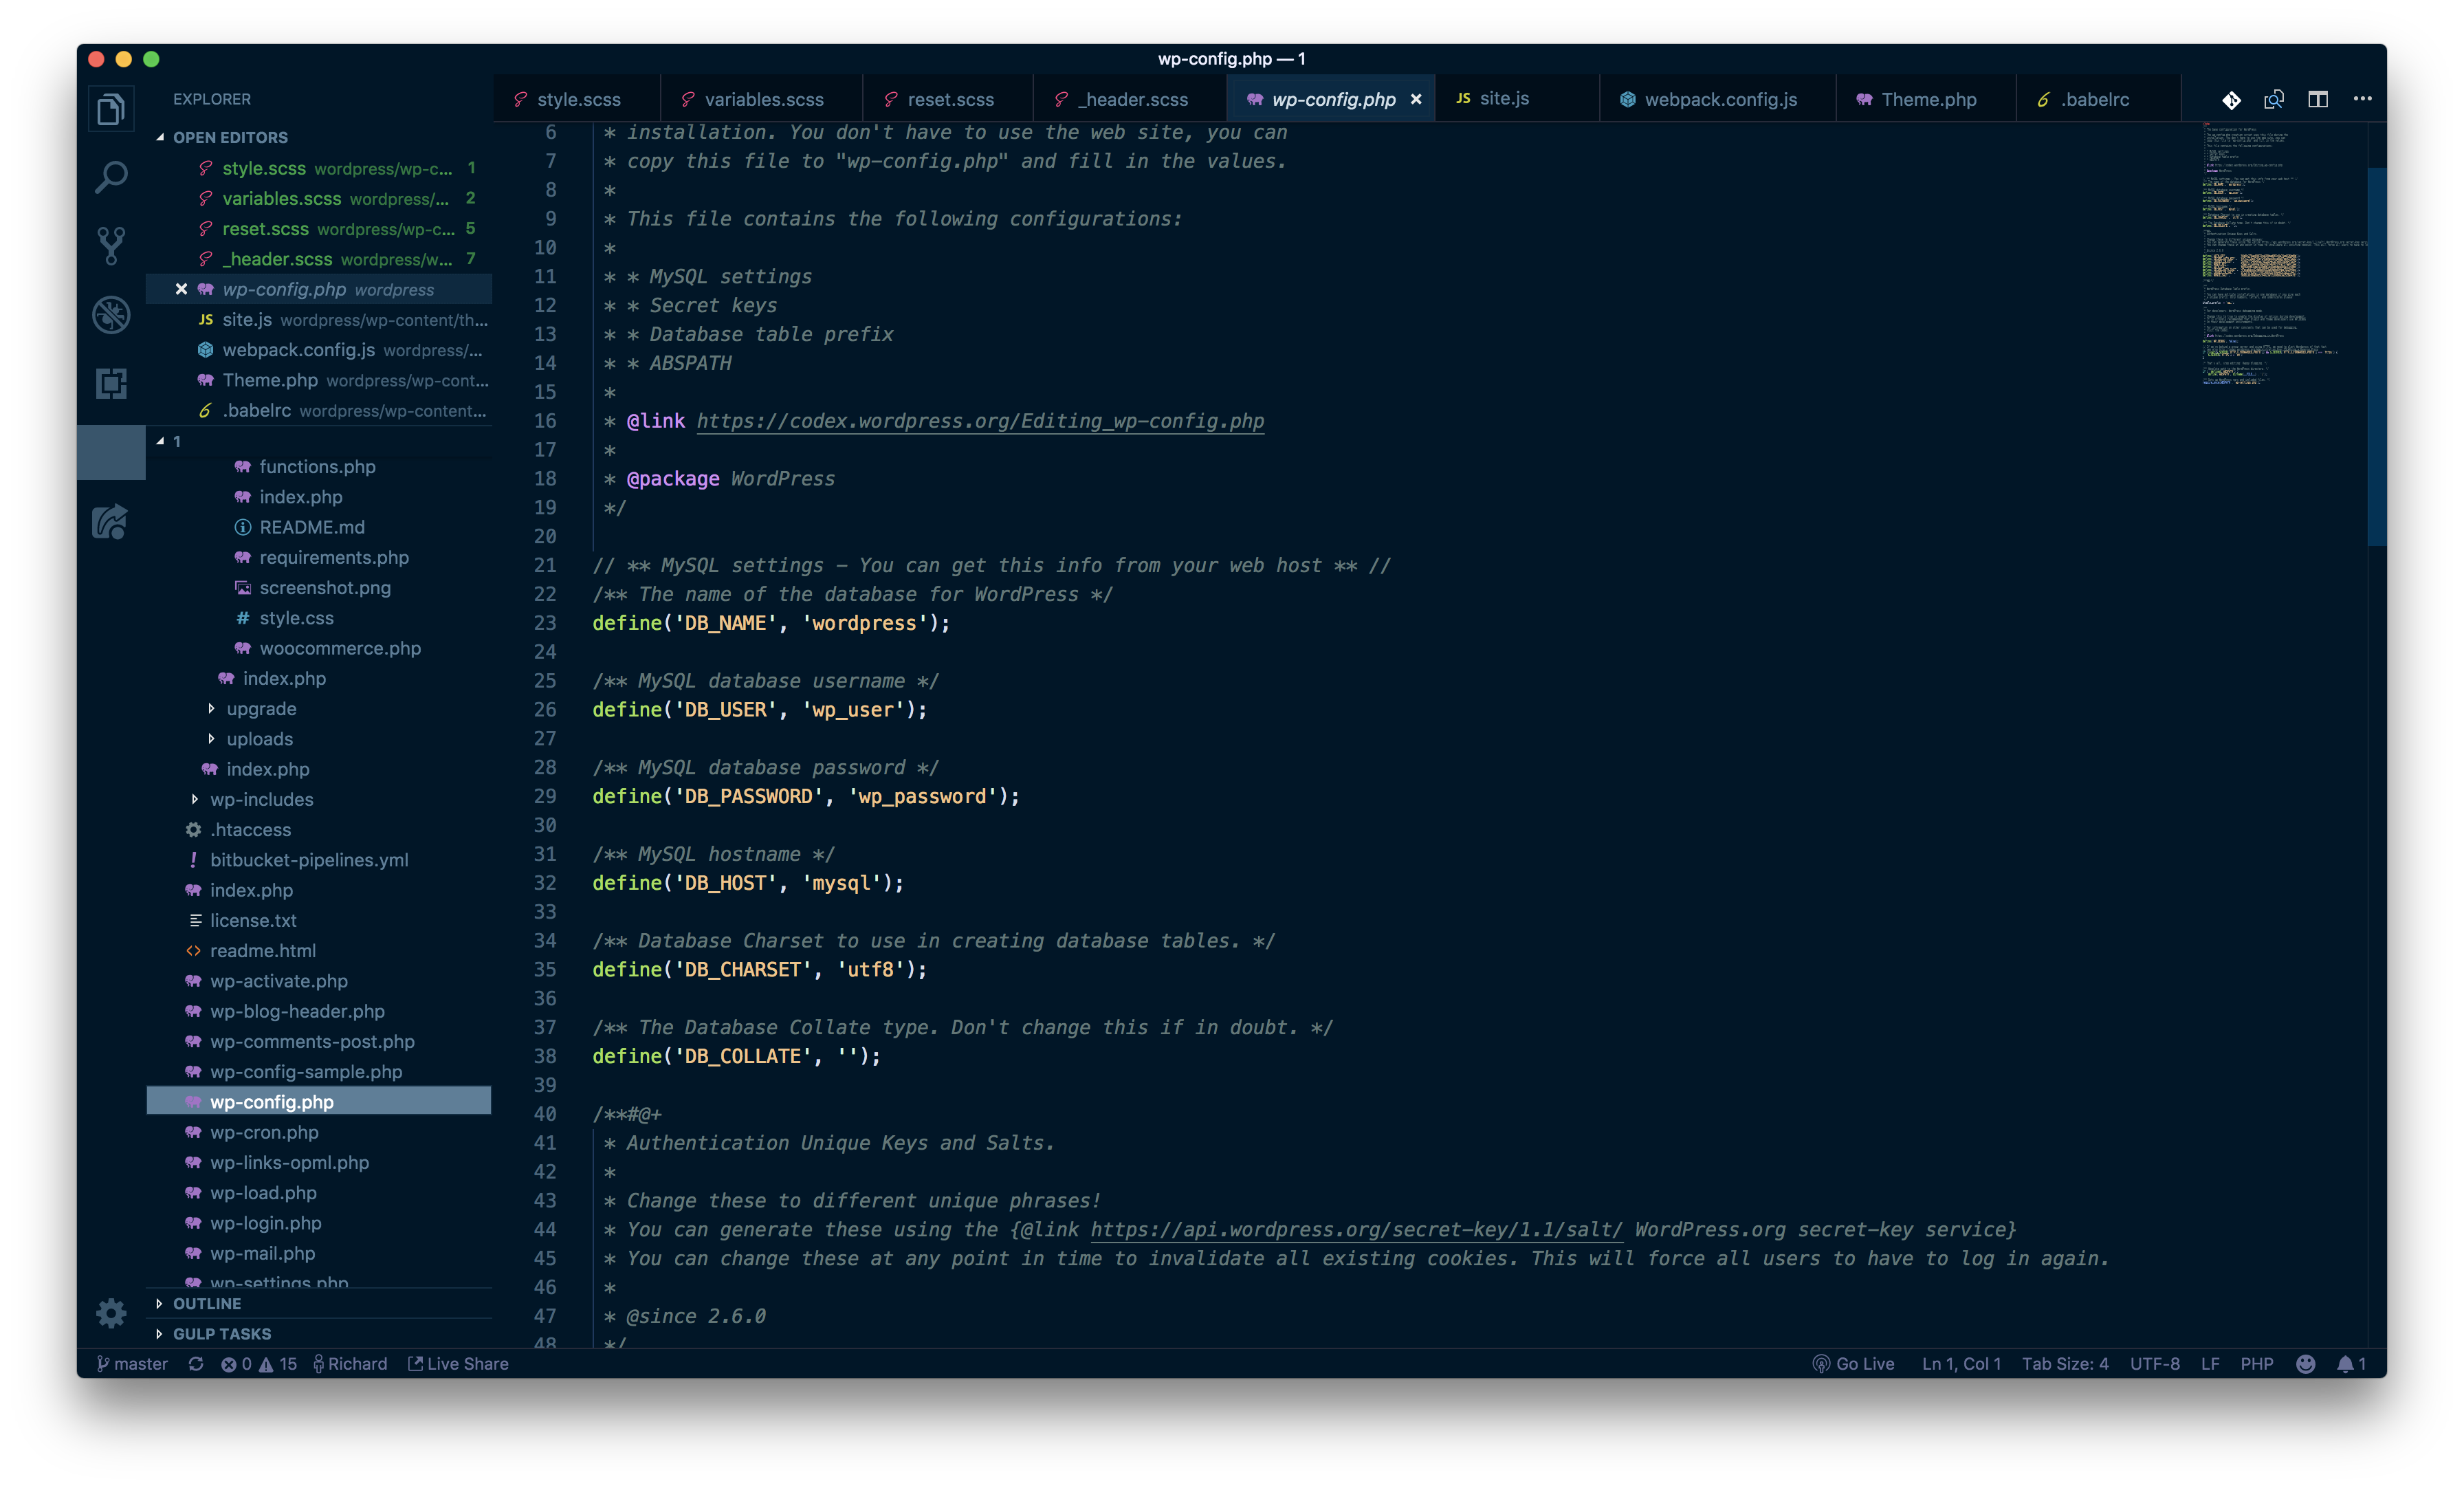 wp-config.php — 1
EXPLORER
OPEN EDITORS
style.scss wordpress/wp-c... 1
variables.scss wordpress/... 2
reset.scss wordpress/wp-c... 5
_header.scss wordpress/w... 7
wp-config.php wordpress
JS site.js wordpress/wp-content/th...
webpack.config.js wordpress/...
Theme.php wordpress/wp-cont...
.babelrc wordpress/wp-content...
1
functions.php
index.php
README.md
requirements.php
screenshot.png
# style.css
woocommerce.php
index.php
upgrade
uploads
index.php
wp-includes
.htaccess
! bitbucket-pipelines.yml
index.php
license.txt
<> readme.html
wp-activate.php
wp-blog-header.php
wp-comments-post.php
wp-config-sample.php
wp-config.php
wp-cron.php
wp-links-opml.php
wp-load.php
wp-login.php
wp-mail.php
wp-settings.php
OUTLINE
GULP TASKS
style.scss variables.scss reset.scss _header.scss wp-config.php × JS site.js webpack.config.js Theme.php .babelrc
6 * installation. You don't have to use the web site, you can
7 * copy this file to "wp-config.php" and fill in the values.
8 *
9 * This file contains the following configurations:
10 *
11 * * MySQL settings
12 * * Secret keys
13 * * Database table prefix
14 * * ABSPATH
15 *
16 * @link https://codex.wordpress.org/Editing_wp-config.php
17 *
18 * @package WordPress
19 */
20
21 // ** MySQL settings - You can get this info from your web host ** //
22 /** The name of the database for WordPress */
23 define('DB_NAME', 'wordpress');
24
25 /** MySQL database username */
26 define('DB_USER', 'wp_user');
27
28 /** MySQL database password */
29 define('DB_PASSWORD', 'wp_password');
30
31 /** MySQL hostname */
32 define('DB_HOST', 'mysql');
33
34 /** Database Charset to use in creating database tables. */
35 define('DB_CHARSET', 'utf8');
36
37 /** The Database Collate type. Don't change this if in doubt. */
38 define('DB_COLLATE', '');
39
40 /**#@+
41 * Authentication Unique Keys and Salts.
42 *
43 * Change these to different unique phrases!
44 * You can generate these using the {@link https://api.wordpress.org/secret-key/1.1/salt/ WordPress.org secret-key service}
45 * You can change these at any point in time to invalidate all existing cookies. This will force all users to have to log in again.
46 *
47 * @since 2.6.0
48 */
master 0 15 Richard Live Share Go Live Ln 1, Col 1 Tab Size: 4 UTF-8 LF PHP 1